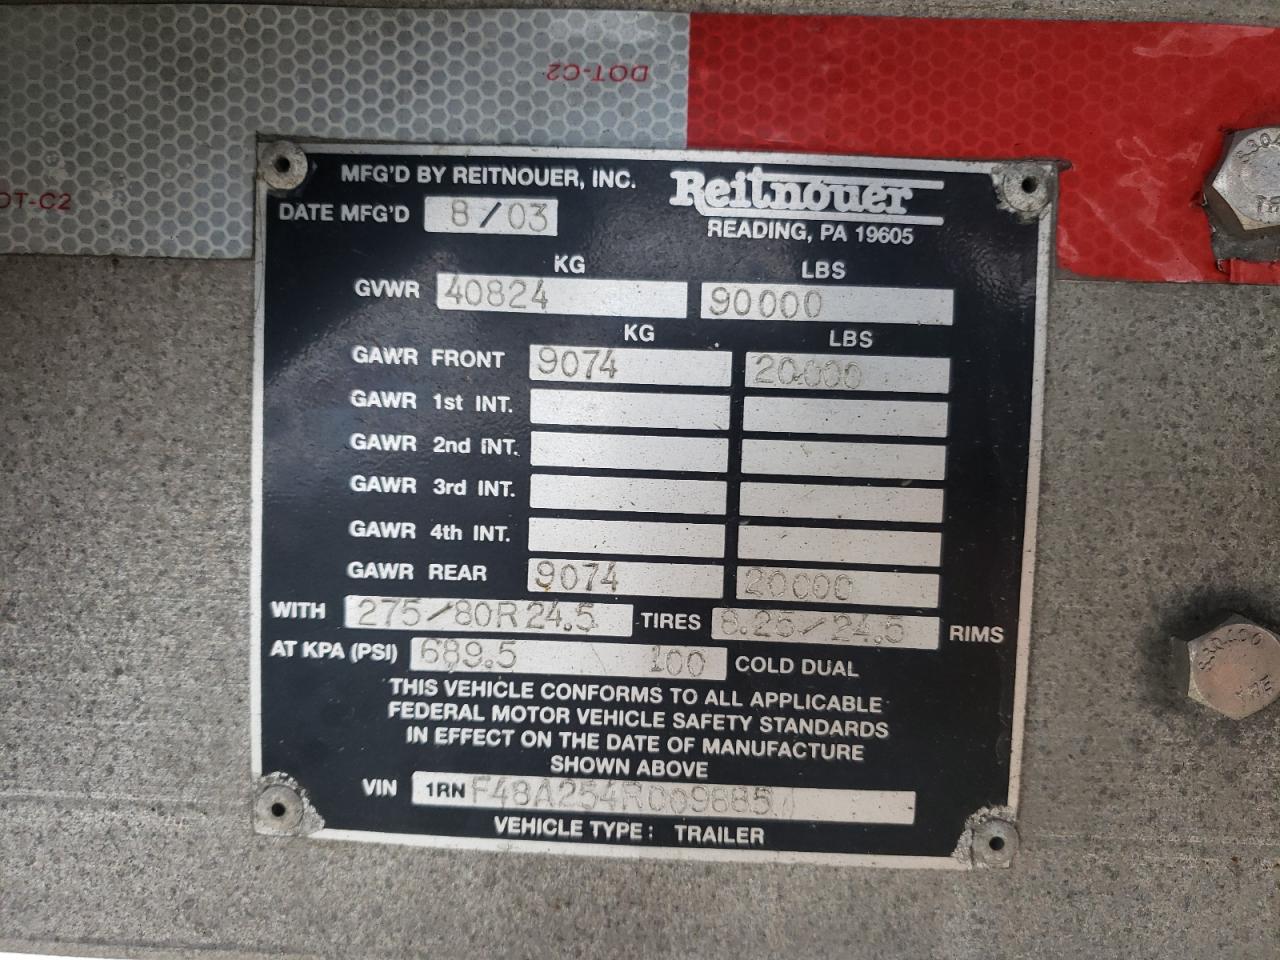 DOT-C2
DOT-C2
MFG'D BY REITNOUER, INC.
Reitnouer
DATE MFG'D 8/03
READING, PA 19605
KG LBS
GVWR 40824 90000
KG LBS
GAWR FRONT 9074 20000
GAWR 1st INT.
GAWR 2nd INT.
GAWR 3rd INT.
GAWR 4th INT.
GAWR REAR 9074 20000
WITH 275/80R24.5 TIRES 8.25/24.5 RIMS
AT KPA (PSI) 689.5 100 COLD DUAL
THIS VEHICLE CONFORMS TO ALL APPLICABLE
FEDERAL MOTOR VEHICLE SAFETY STANDARDS
IN EFFECT ON THE DATE OF MANUFACTURE
SHOWN ABOVE
VIN 1RNF48A254R009885
VEHICLE TYPE: TRAILER